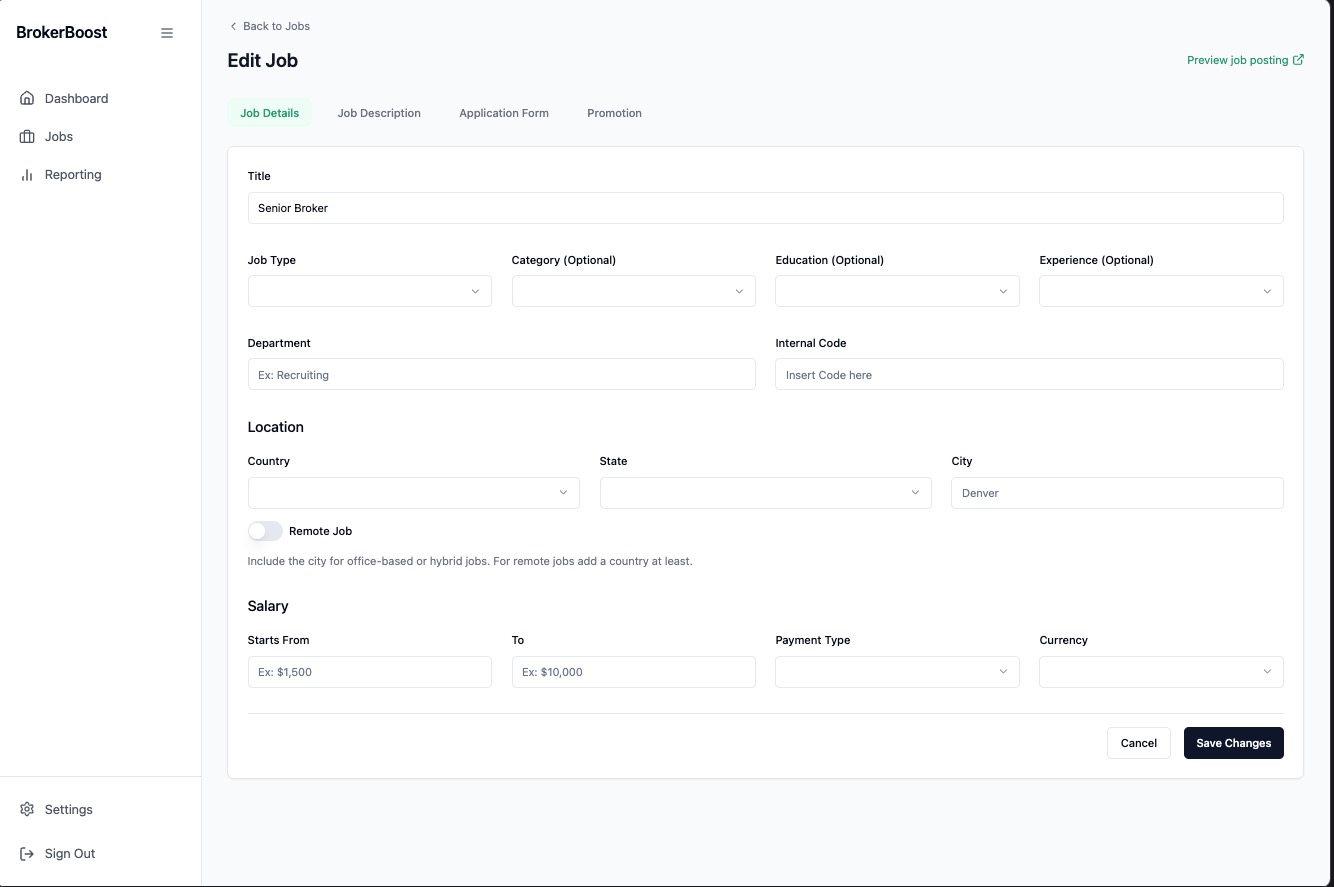 BrokerBoost
Dashboard
Jobs
Reporting
Settings
Sign Out
Back to Jobs
Edit Job
Preview job posting
Job Details Job Description Application Form Promotion
Title
Senior Broker
Job Type Category (Optional) Education (Optional) Experience (Optional)
Department Internal Code
Ex: Recruiting Insert Code here
Location
Country State City
Denver
Remote Job
Include the city for office-based or hybrid jobs. For remote jobs add a country at least.
Salary
Starts From To Payment Type Currency
Ex: $1,500 Ex: $10,000
Cancel Save Changes